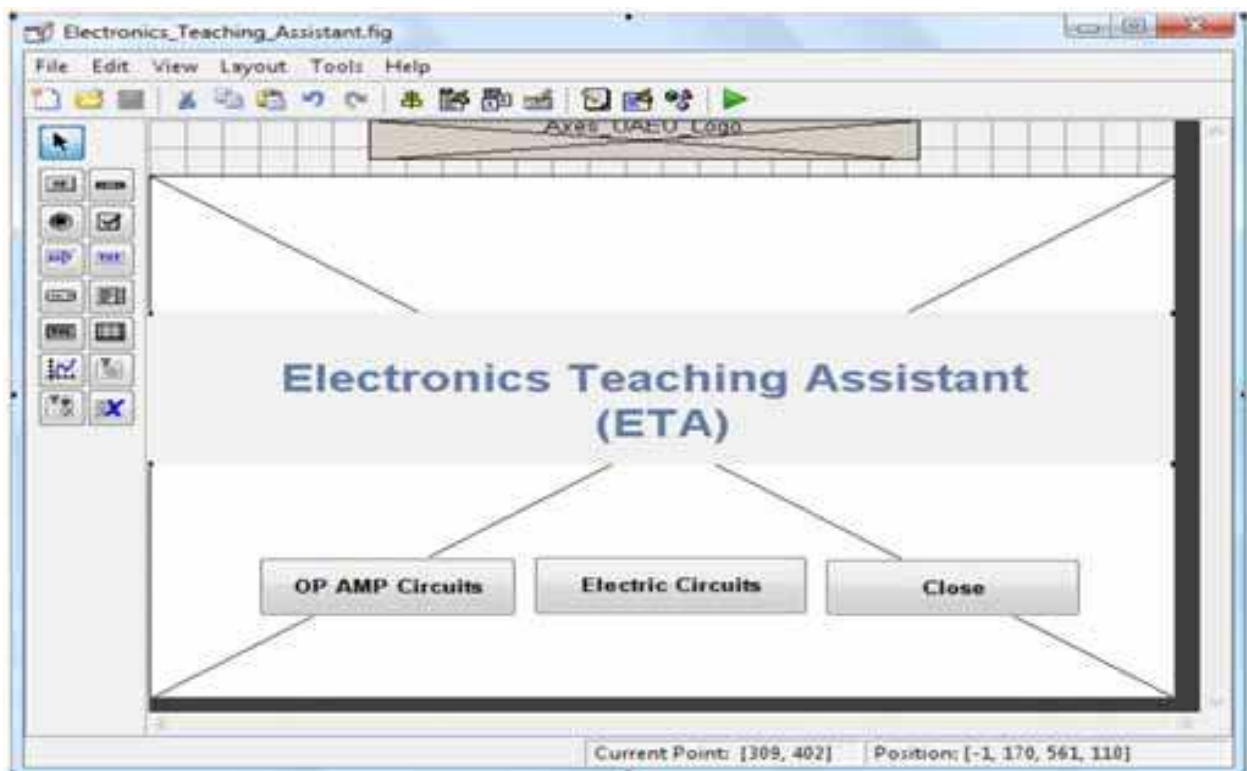 Electronics_Teaching_Assistant.fig
File Edit View Layout Tools Help
Axes_UAEU_Logo
Electronics Teaching Assistant
(ETA)
OP AMP Circuits
Electric Circuits
Close
Current Point: [309, 402] Position: [-1, 170, 561, 110]